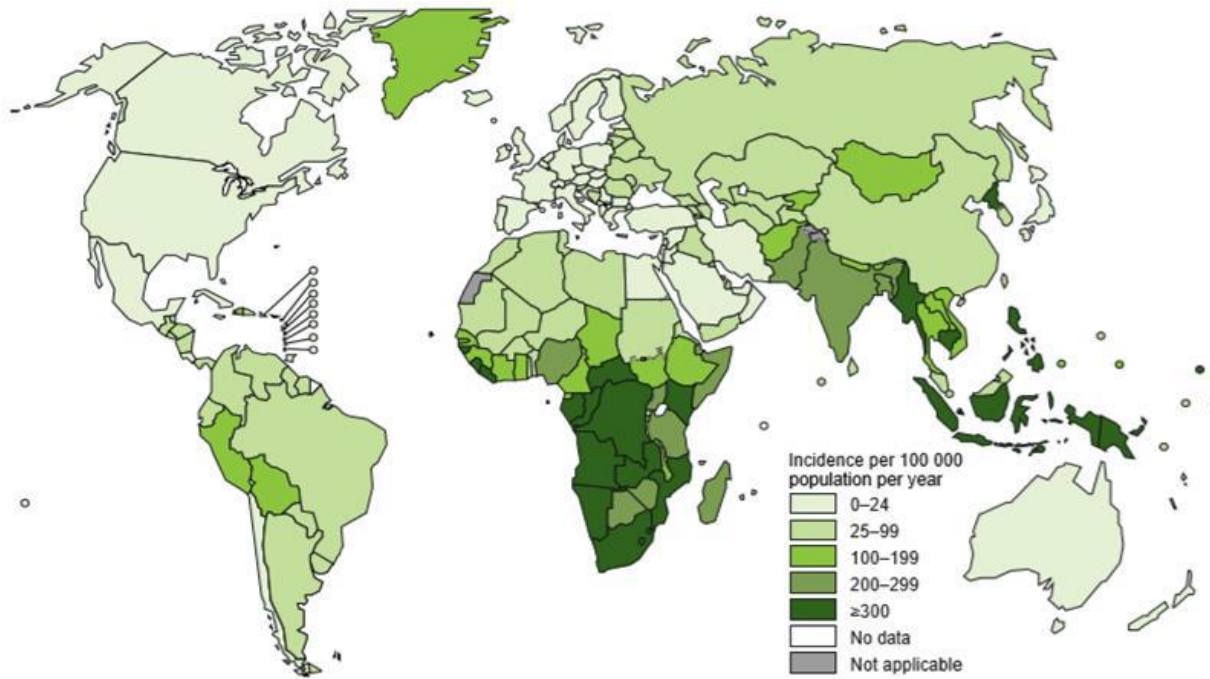 Incidence per 100 000
population per year
0–24
25–99
100–199
200–299
≥300
No data
Not applicable